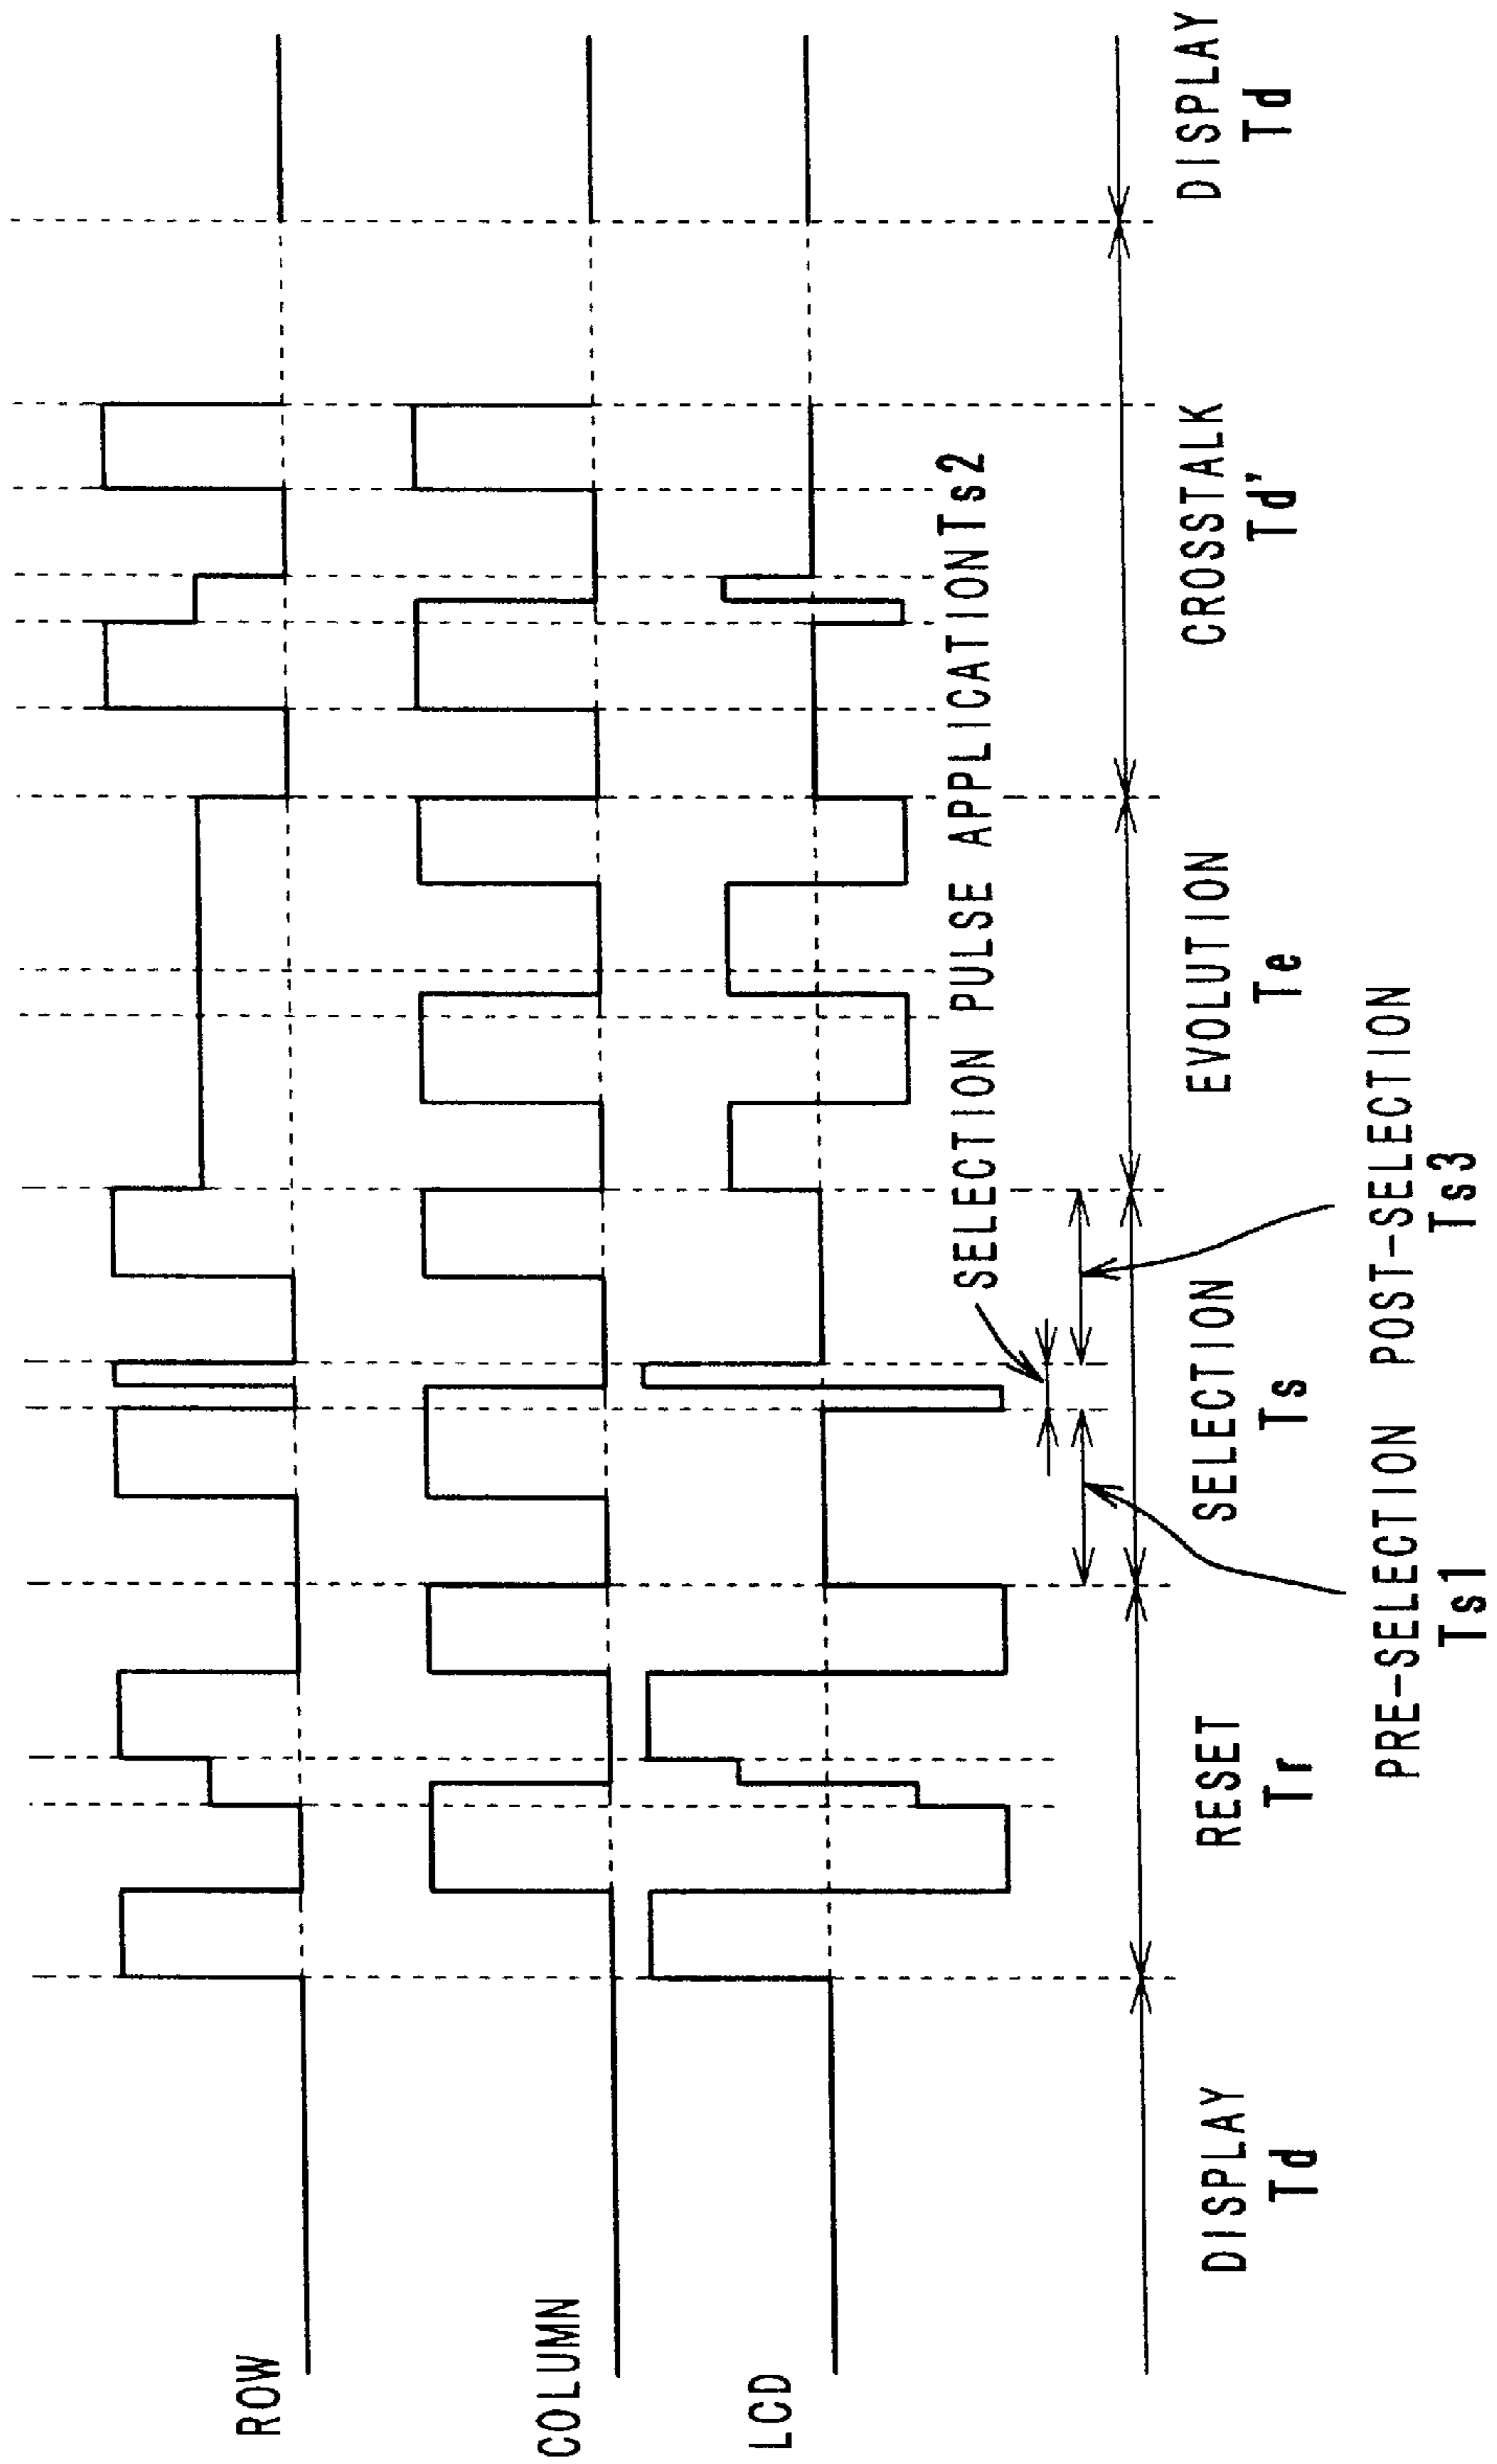 ROW
COLUMN
LCD
SELECTION PULSE APPLICATION Ts2
DISPLAY
Td
RESET
Tr
SELECTION
Ts
EVOLUTION
Te
CROSSTALK
Td'
DISPLAY
Td
PRE-SELECTION
Ts1
POST-SELECTION
Ts3